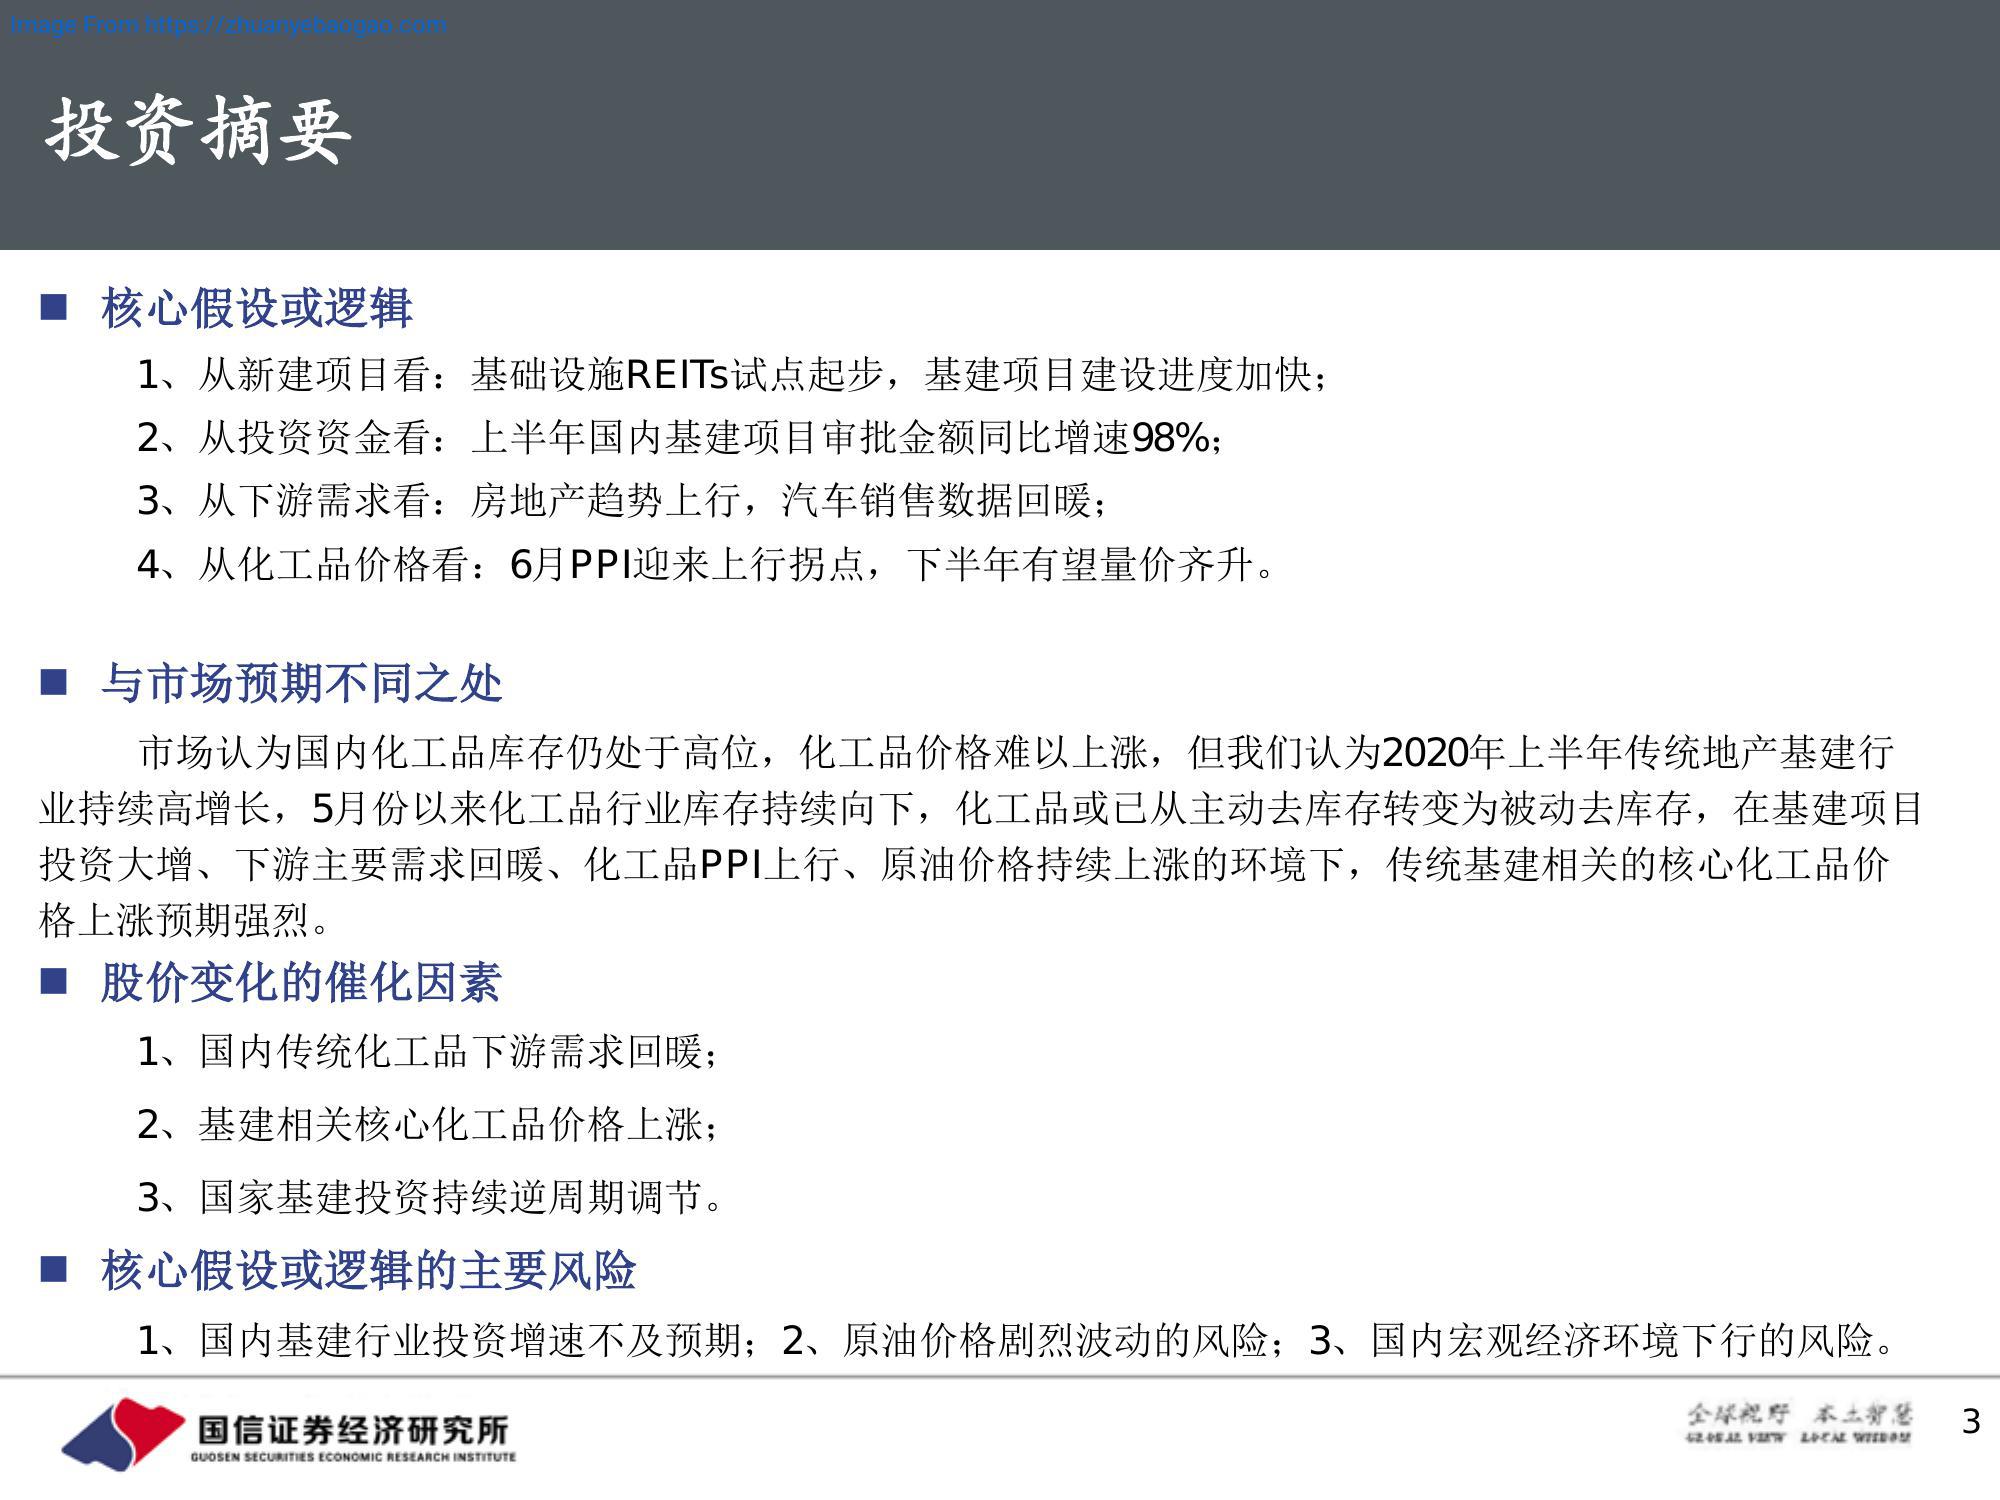 Image From https://zhuanyebaogao.com
投资摘要
■ 核心假设或逻辑
1、从新建项目看：基础设施REITs试点起步，基建项目建设进度加快；
2、从投资资金看：上半年国内基建项目审批金额同比增速98%；
3、从下游需求看：房地产趋势上行，汽车销售数据回暖；
4、从化工品价格看：6月PPI迎来上行拐点，下半年有望量价齐升。
■ 与市场预期不同之处
市场认为国内化工品库存仍处于高位，化工品价格难以上涨，但我们认为2020年上半年传统地产基建行
业持续高增长，5月份以来化工品行业库存持续向下，化工品或已从主动去库存转变为被动去库存，在基建项目
投资大增、下游主要需求回暖、化工品PPI上行、原油价格持续上涨的环境下，传统基建相关的核心化工品价
格上涨预期强烈。
■ 股价变化的催化因素
1、国内传统化工品下游需求回暖；
2、基建相关核心化工品价格上涨；
3、国家基建投资持续逆周期调节。
■ 核心假设或逻辑的主要风险
1、国内基建行业投资增速不及预期；2、原油价格剧烈波动的风险；3、国内宏观经济环境下行的风险。
国信证券经济研究所
GUOSEN SECURITIES ECONOMIC RESEARCH INSTITUTE
全球视野 本土智慧
GLOBAL VIEW LOCAL WISDOM
3